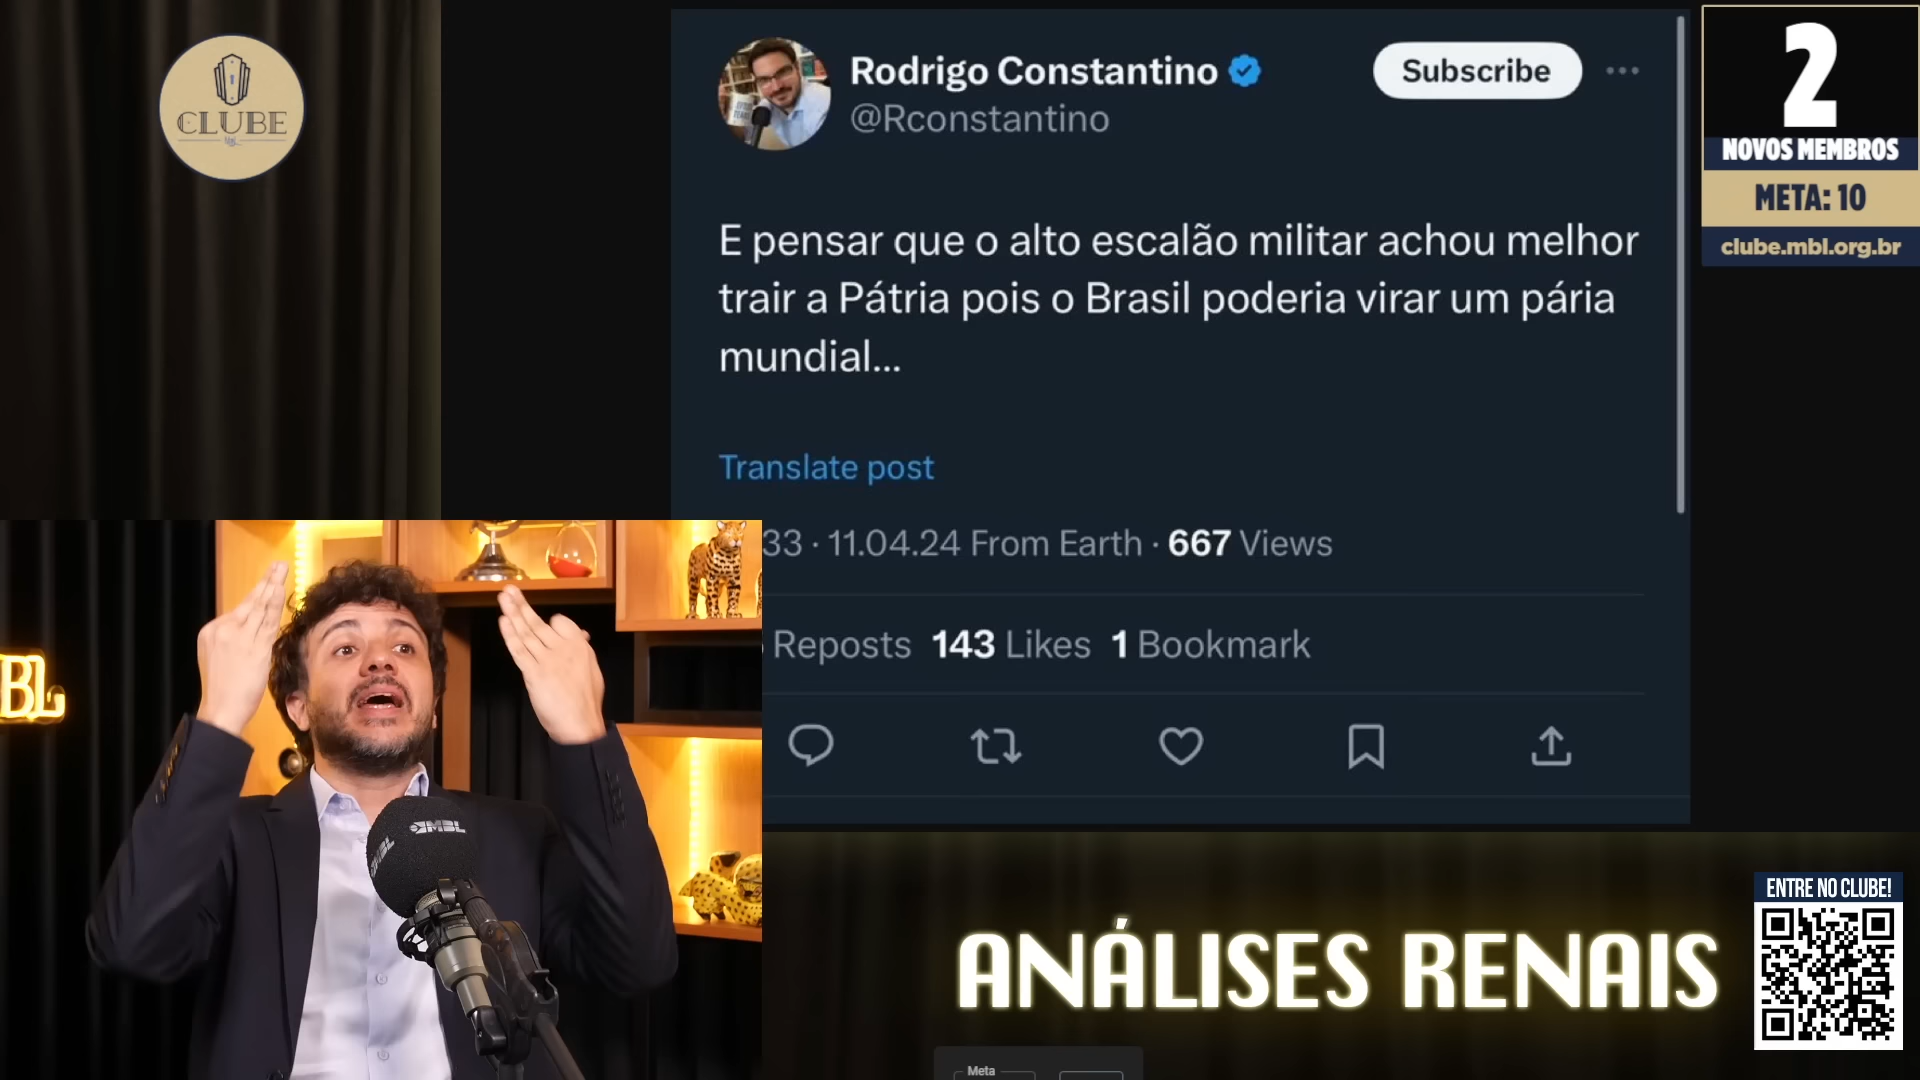 CLUBE
Rodrigo Constantino
@Rconstantino
Subscribe
2
NOVOS MEMBROS
META: 10
clube.mbl.org.br
E pensar que o alto escalão militar achou melhor
trair a Pátria pois o Brasil poderia virar um pária
mundial...
Translate post
33 · 11.04.24 From Earth · 667 Views
Reposts 143 Likes 1 Bookmark
BL
MBL
MBL
ANÁLISES RENAIS
ENTRE NO CLUBE!
Meta